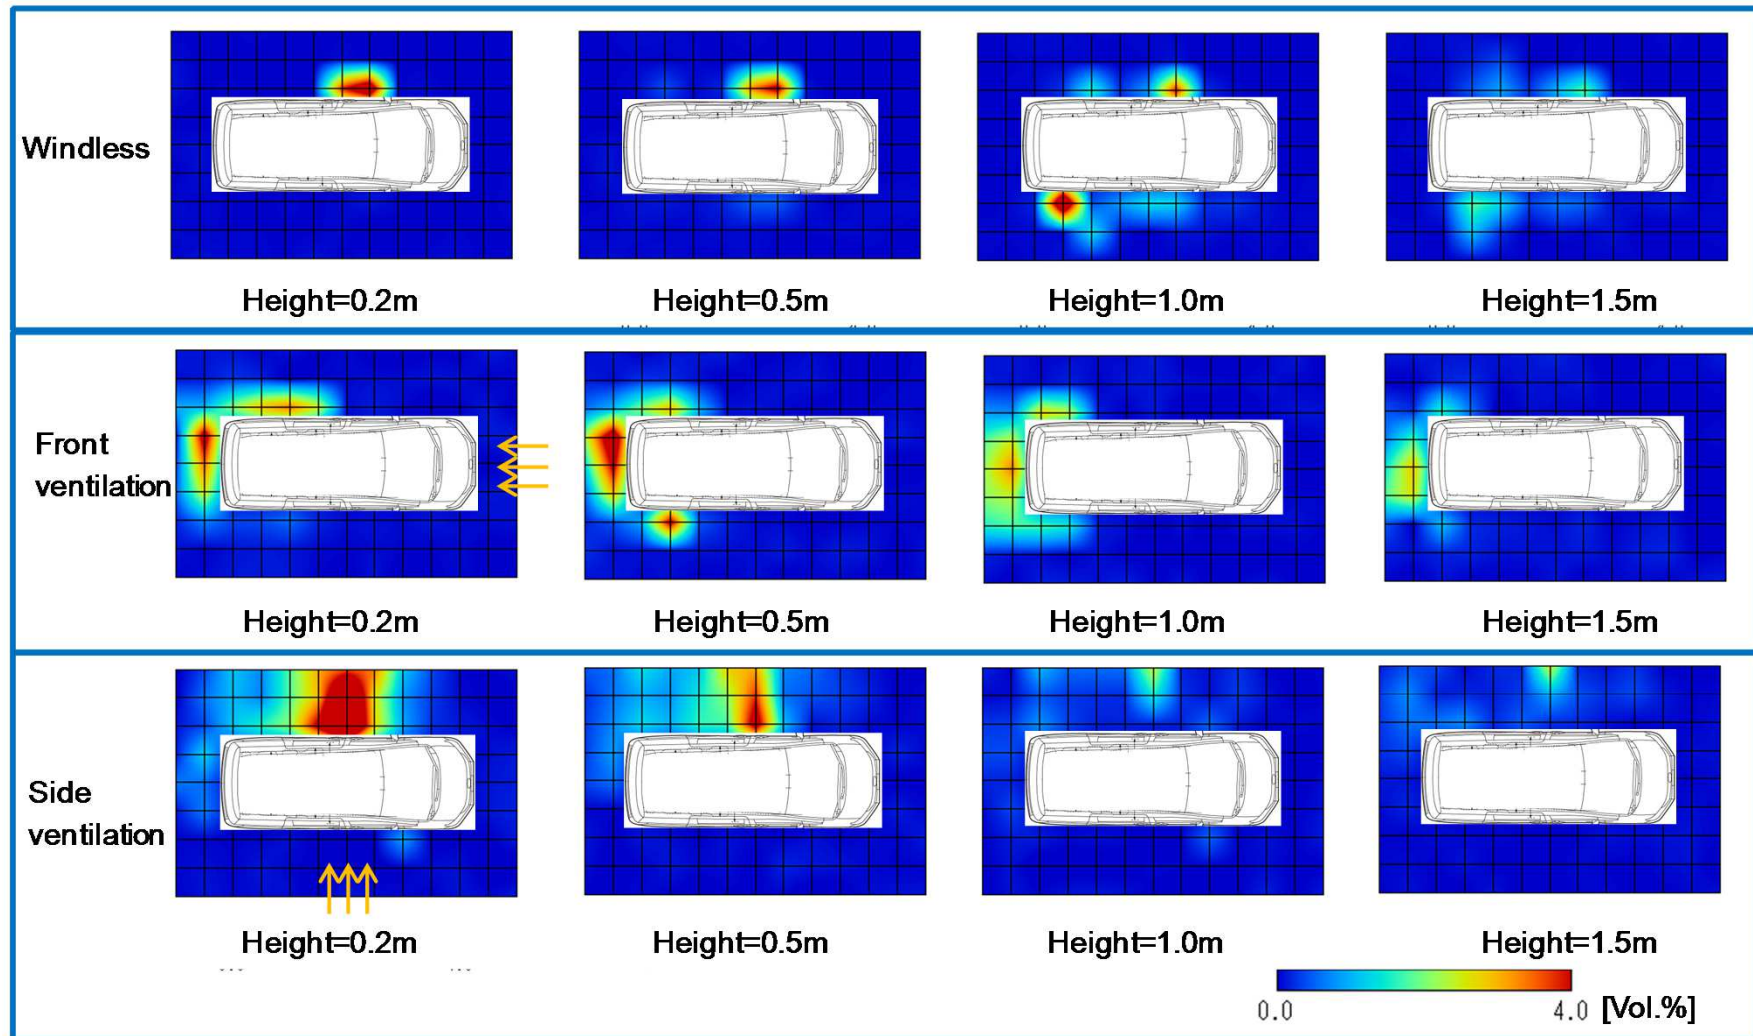 Windless
Height=0.2m
Height=0.5m
Height=1.0m
Height=1.5m
Front
ventilation
Height=0.2m
Height=0.5m
Height=1.0m
Height=1.5m
Side
ventilation
Height=0.2m
Height=0.5m
Height=1.0m
Height=1.5m
0.0
4.0 [Vol.%]